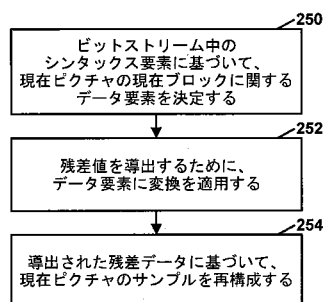 250
ビットストリーム中の
シンタックス要素に基づいて、
現在ピクチャの現在ブロックに関する
データ要素を決定する
252
残差値を導出するために、
データ要素に変換を適用する
254
導出された残差データに基づいて、
現在ピクチャのサンプルを再構成する